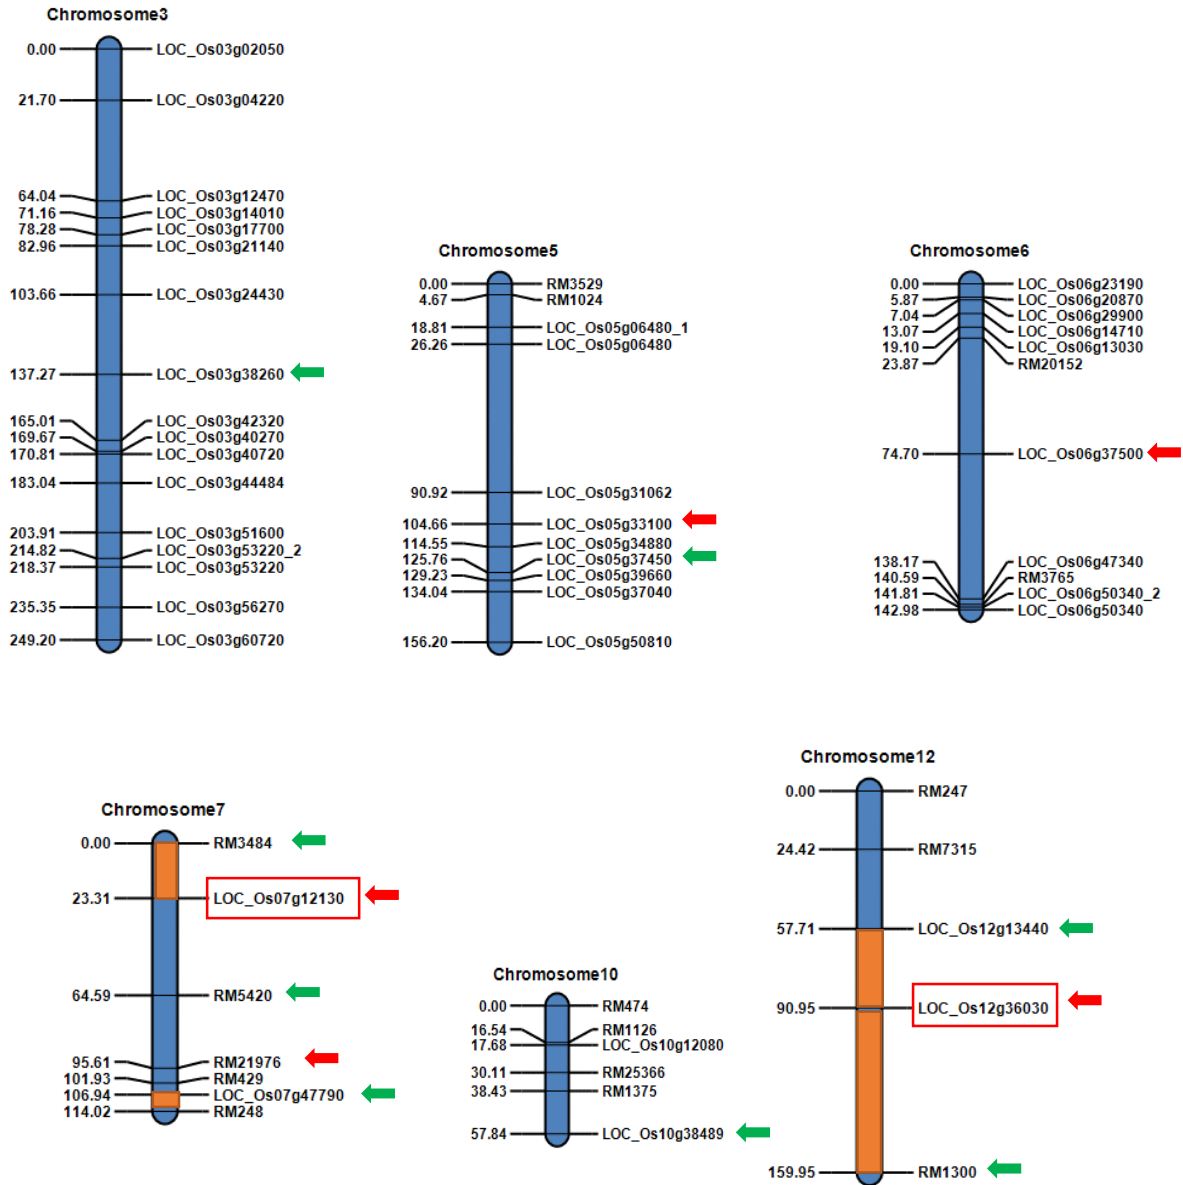 Chromosome3
0.00 LOC_Os03g02050
21.70 LOC_Os03g04220
64.04 LOC_Os03g12470
71.16 LOC_Os03g14010
78.28 LOC_Os03g17700
82.96 LOC_Os03g21140
103.66 LOC_Os03g24430
137.27 LOC_Os03g38260
165.01 LOC_Os03g42320
169.67 LOC_Os03g40270
170.81 LOC_Os03g40720
183.04 LOC_Os03g44484
203.91 LOC_Os03g51600
214.82 LOC_Os03g53220_2
218.37 LOC_Os03g53220
235.35 LOC_Os03g56270
249.20 LOC_Os03g60720
Chromosome5
0.00 RM3529
4.67 RM1024
18.81 LOC_Os05g06480_1
26.26 LOC_Os05g06480
90.92 LOC_Os05g31062
104.66 LOC_Os05g33100
114.55 LOC_Os05g34880
125.76 LOC_Os05g37450
129.23 LOC_Os05g39660
134.04 LOC_Os05g37040
156.20 LOC_Os05g50810
Chromosome6
0.00 LOC_Os06g23190
5.87 LOC_Os06g20870
7.04 LOC_Os06g29900
13.07 LOC_Os06g14710
19.10 LOC_Os06g13030
23.87 RM20152
74.70 LOC_Os06g37500
138.17 LOC_Os06g47340
140.59 RM3765
141.81 LOC_Os06g50340_2
142.98 LOC_Os06g50340
Chromosome7
0.00 RM3484
23.31 LOC_Os07g12130
64.59 RM5420
95.61 RM21976
101.93 RM429
106.94 LOC_Os07g47790
114.02 RM248
Chromosome10
0.00 RM474
16.54 RM1126
17.68 LOC_Os10g12080
30.11 RM25366
38.43 RM1375
57.84 LOC_Os10g38489
Chromosome12
0.00 RM247
24.42 RM7315
57.71 LOC_Os12g13440
90.95 LOC_Os12g36030
159.95 RM1300